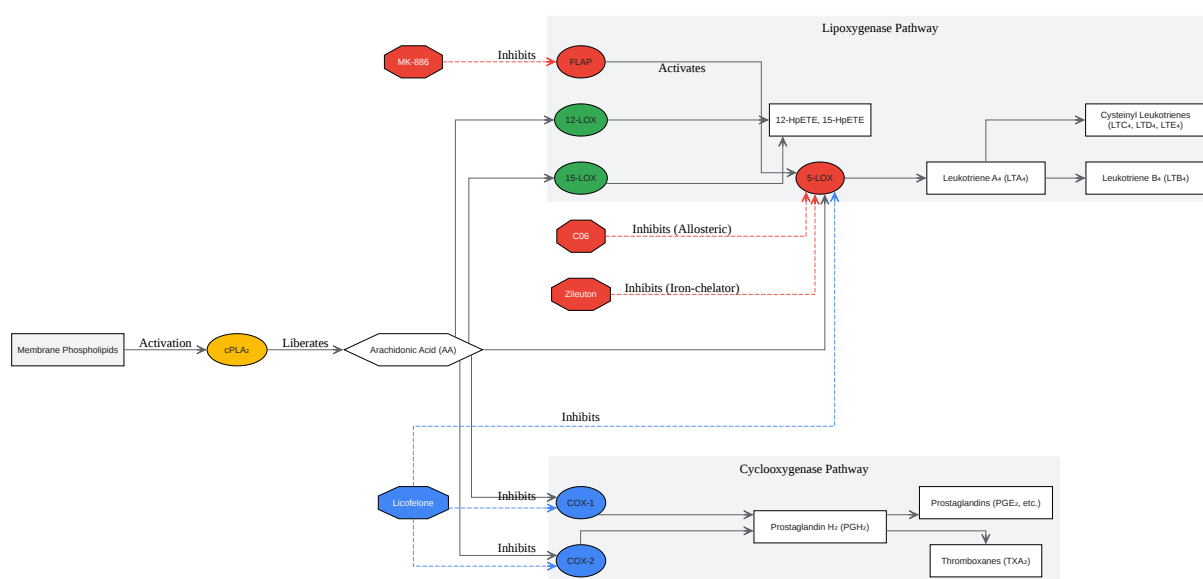 Lipoxygenase Pathway
MK-886
Inhibits
FLAP
Activates
12-LOX
12-HpETE, 15-HpETE
Cysteinyl Leukotrienes
(LTC₄, LTD₄, LTE₄)
15-LOX
5-LOX
Leukotriene A₄ (LTA₄)
Leukotriene B₄ (LTB₄)
C06
Inhibits (Allosteric)
Zileuton
Inhibits (Iron-chelator)
Membrane Phospholipids
Activation
cPLA₂
Liberates
Arachidonic Acid (AA)
Inhibits
Cyclooxygenase Pathway
Licofelone
Inhibits
COX-1
Prostaglandins (PGE₂, etc.)
Prostaglandin H₂ (PGH₂)
Inhibits
COX-2
Thromboxanes (TXA₂)